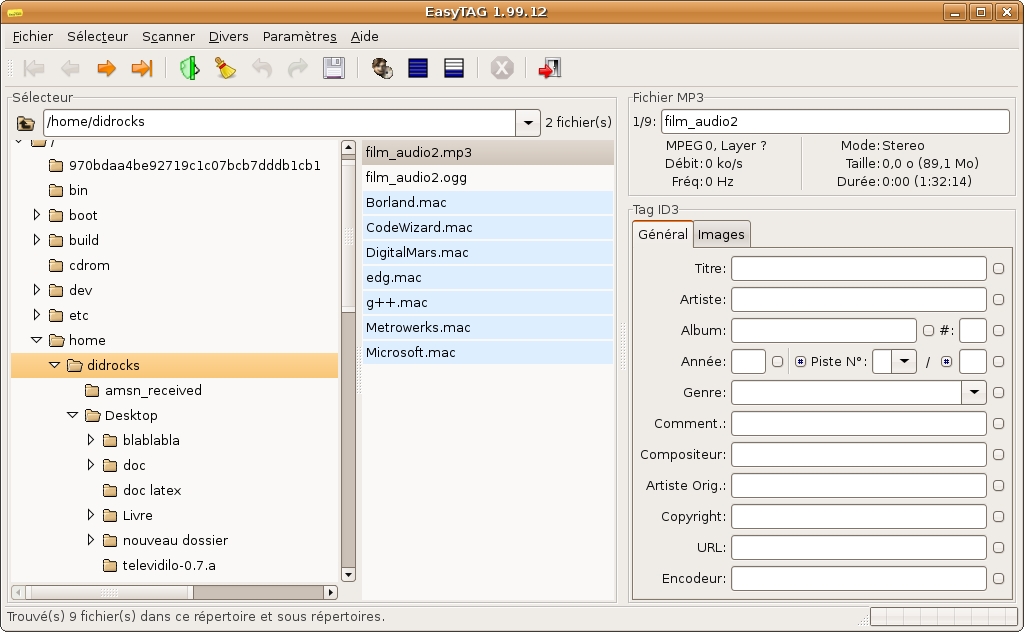 EasyTAG 1.99.12
Fichier Sélecteur Scanner Divers Paramètres Aide
Sélecteur
/home/didrocks
2 fichier(s)
/
970bdaa4be92719c1c07bcb7dddb1cb1
bin
boot
build
cdrom
dev
etc
home
didrocks
amsn_received
Desktop
blablabla
doc
doc latex
Livre
nouveau dossier
televidilo-0.7.a
film_audio2.mp3
film_audio2.ogg
Borland.mac
CodeWizard.mac
DigitalMars.mac
edg.mac
g++.mac
Metrowerks.mac
Microsoft.mac
Fichier MP3
1/9: film_audio2
MPEG 0, Layer ? Mode: Stereo
Débit: 0 ko/s Taille: 0,0 o (89,1 Mo)
Fréq: 0 Hz Durée: 0:00 (1:32:14)
Tag ID3
Général Images
Titre:
Artiste:
Album: #:
Année: Piste N°: /
Genre:
Comment.:
Compositeur:
Artiste Orig.:
Copyright:
URL:
Encodeur:
Trouvé(s) 9 fichier(s) dans ce répertoire et sous répertoires.